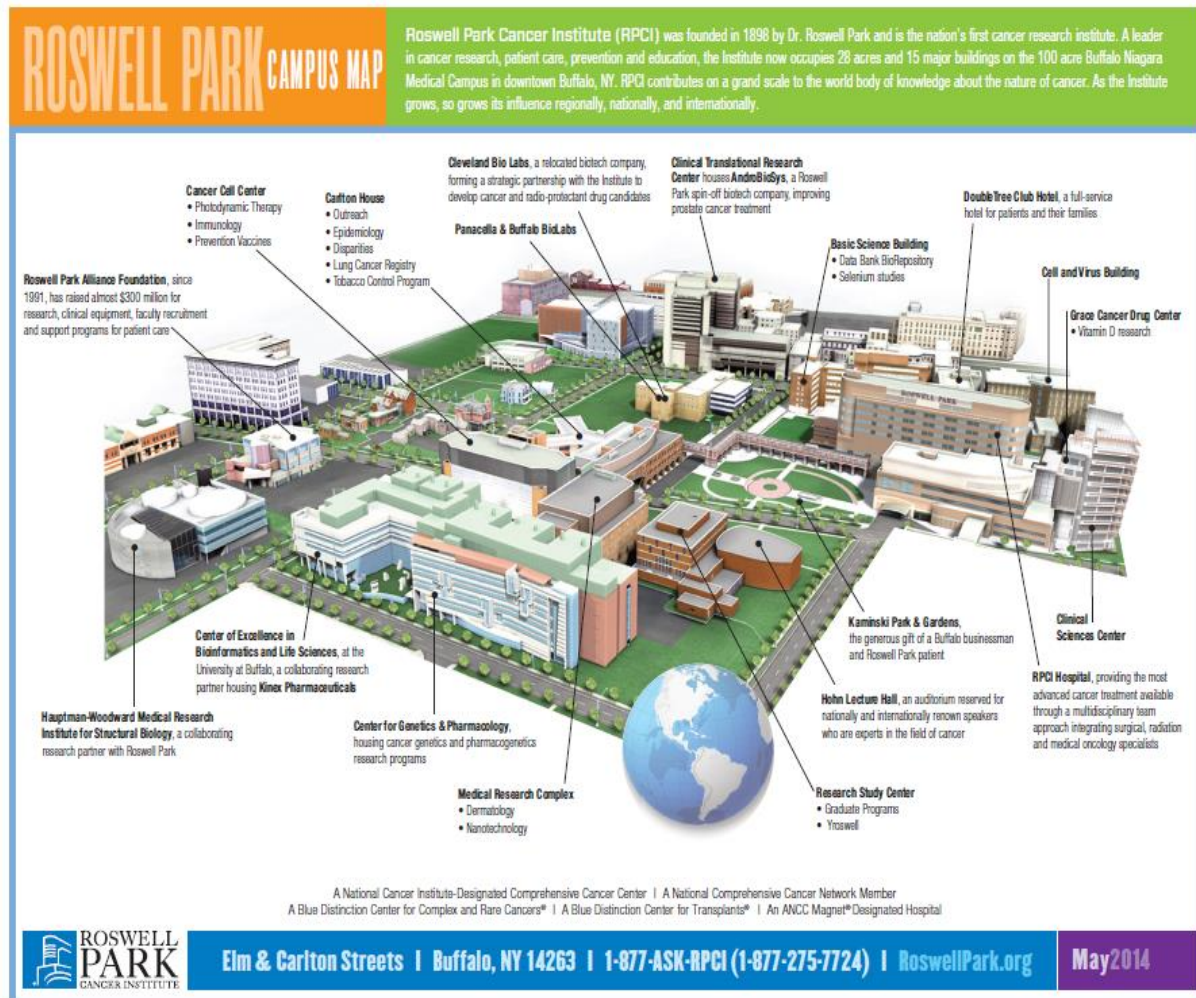 ROSWELL PARK CAMPUS MAP
Roswell Park Cancer Institute (RPCI) was founded in 1898 by Dr. Roswell Park and is the nation's first cancer research institute. A leader
in cancer research, patient care, prevention and education, the Institute now occupies 28 acres and 15 major buildings on the 100 acre Buffalo Niagara
Medical Campus in downtown Buffalo, NY. RPCI contributes on a grand scale to the world body of knowledge about the nature of cancer. As the Institute
grows, so grows its influence regionally, nationally, and internationally.
Roswell Park Alliance Foundation, since
1991, has raised almost $300 million for
research, clinical equipment, faculty recruitment
and support programs for patient care
Cancer Cell Center
• Photodynamic Therapy
• Immunology
• Prevention Vaccines
Carlton House
• Outreach
• Epidemiology
• Disparities
• Lung Cancer Registry
• Tobacco Control Program
Cleveland Bio Labs, a relocated biotech company,
forming a strategic partnership with the Institute to
develop cancer and radio-protectant drug candidates
Panacella & Buffalo BioLabs
Clinical Translational Research
Center houses AndroBioSys, a Roswell
Park spin-off biotech company, improving
prostate cancer treatment
Basic Science Building
• Data Bank BioRepository
• Selenium studies
DoubleTree Club Hotel, a full-service
hotel for patients and their families
Cell and Virus Building
Grace Cancer Drug Center
• Vitamin D research
ROSWELL PARK
Hauptman-Woodward Medical Research
Institute for Structural Biology, a collaborating
research partner with Roswell Park
Center of Excellence in
Bioinformatics and Life Sciences, at the
University at Buffalo, a collaborating research
partner housing Kinex Pharmaceuticals
Center for Genetics & Pharmacology,
housing cancer genetics and pharmacogenetics
research programs
Medical Research Complex
• Dermatology
• Nanotechnology
Research Study Center
• Graduate Programs
• Yroswell
Hohn Lecture Hall, an auditorium reserved for
nationally and internationally renown speakers
who are experts in the field of cancer
Kaminski Park & Gardens,
the generous gift of a Buffalo businessman
and Roswell Park patient
Clinical
Sciences Center
RPCI Hospital, providing the most
advanced cancer treatment available
through a multidisciplinary team
approach integrating surgical, radiation
and medical oncology specialists
A National Cancer Institute-Designated Comprehensive Cancer Center | A National Comprehensive Cancer Network Member
A Blue Distinction Center for Complex and Rare Cancers® | A Blue Distinction Center for Transplants® | An ANCC Magnet® Designated Hospital
ROSWELL
PARK
CANCER INSTITUTE
Elm & Carlton Streets | Buffalo, NY 14263 | 1-877-ASK-RPCI (1-877-275-7724) | RoswellPark.org
May2014